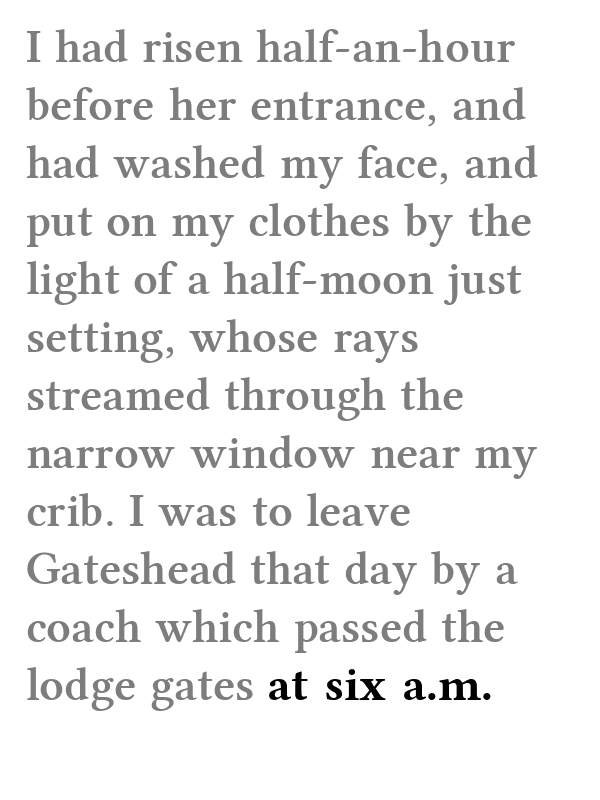 I had risen half-an-hour
before her entrance, and
had washed my face, and
put on my clothes by the
light of a half-moon just
setting, whose rays
streamed through the
narrow window near my
crib. I was to leave
Gateshead that day by a
coach which passed the
lodge gates at six a.m.